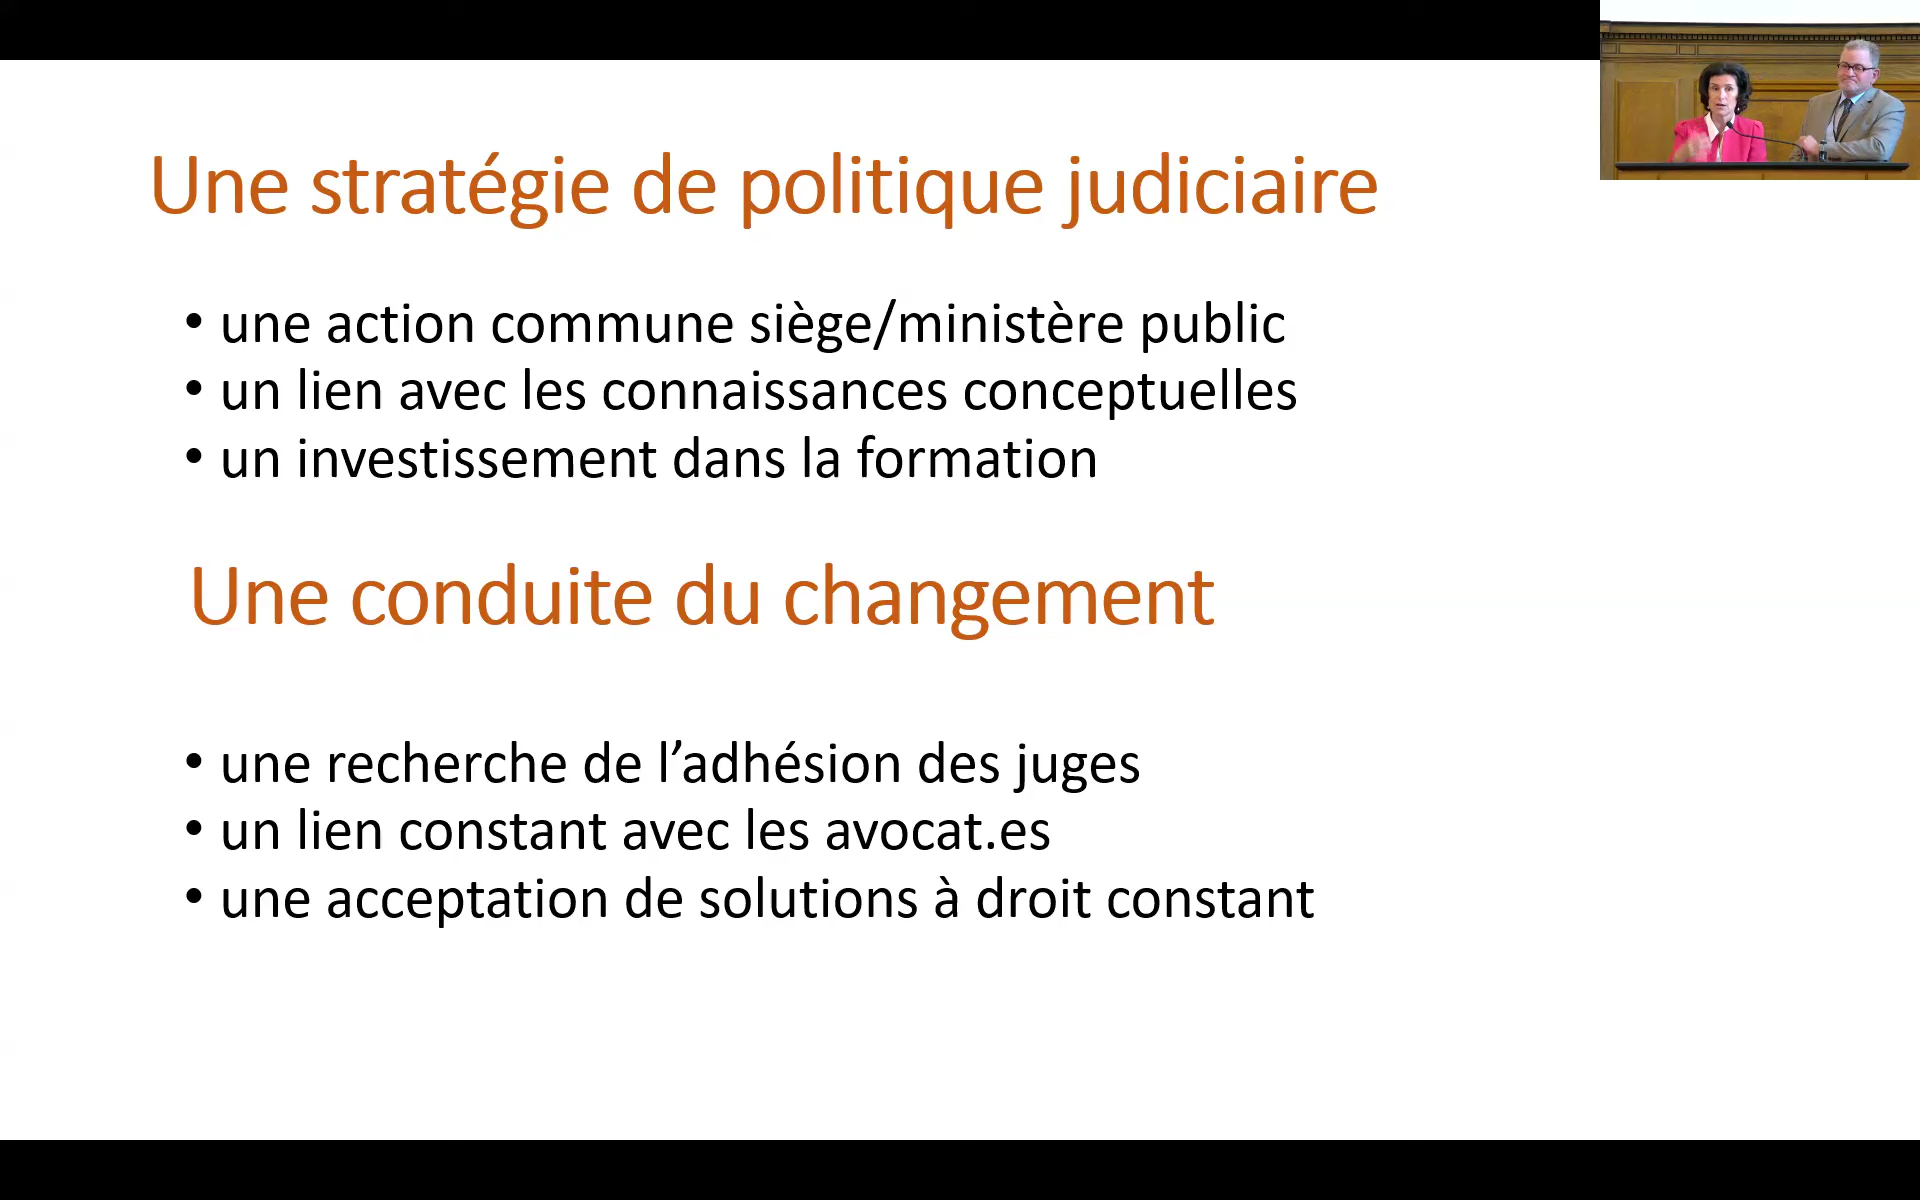 Une stratégie de politique judiciaire
• une action commune siège/ministère public
• un lien avec les connaissances conceptuelles
• un investissement dans la formation
Une conduite du changement
• une recherche de l’adhésion des juges
• un lien constant avec les avocat.es
• une acceptation de solutions à droit constant